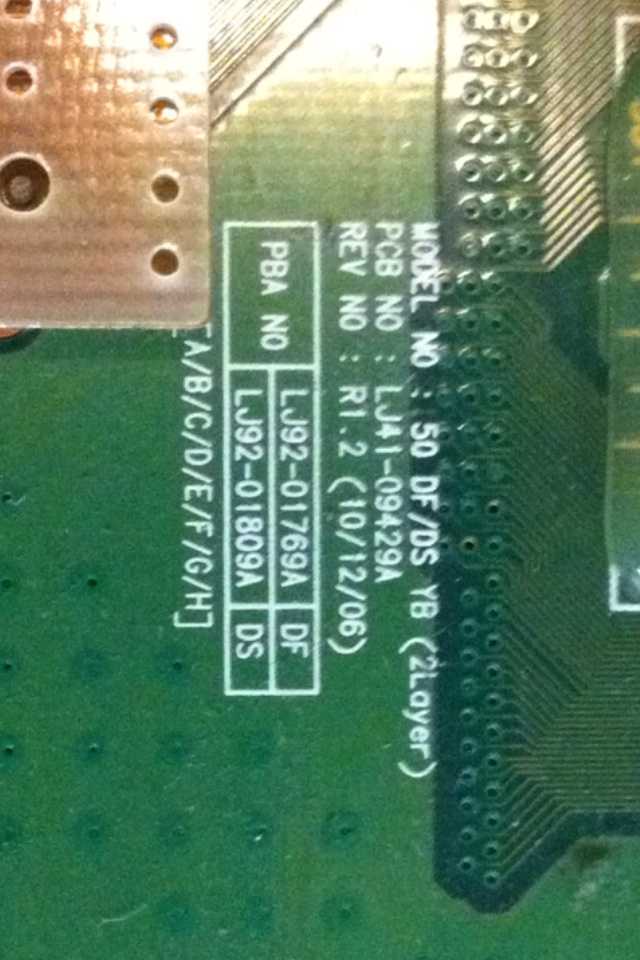 MODEL NO : 50 DF/DS YB (2Layer)
PCB NO : LJ41-09429A
REV NO : R1.2 (10/12/06)
PBA NO
LJ92-01769A DF
LJ92-01809A DS
[A/B/C/D/E/F/G/H]